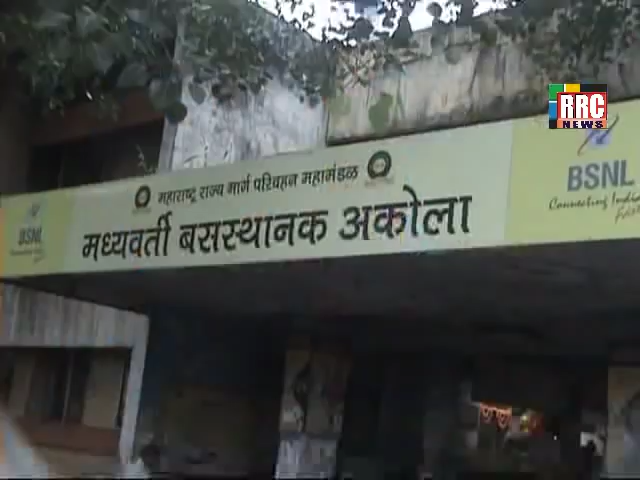 RRC
NEWS
महाराष्ट्र राज्य मार्ग परिवहन महामंडळ
मध्यवर्ती बसस्थानक अकोला
BSNL
BSNL
Connecting India